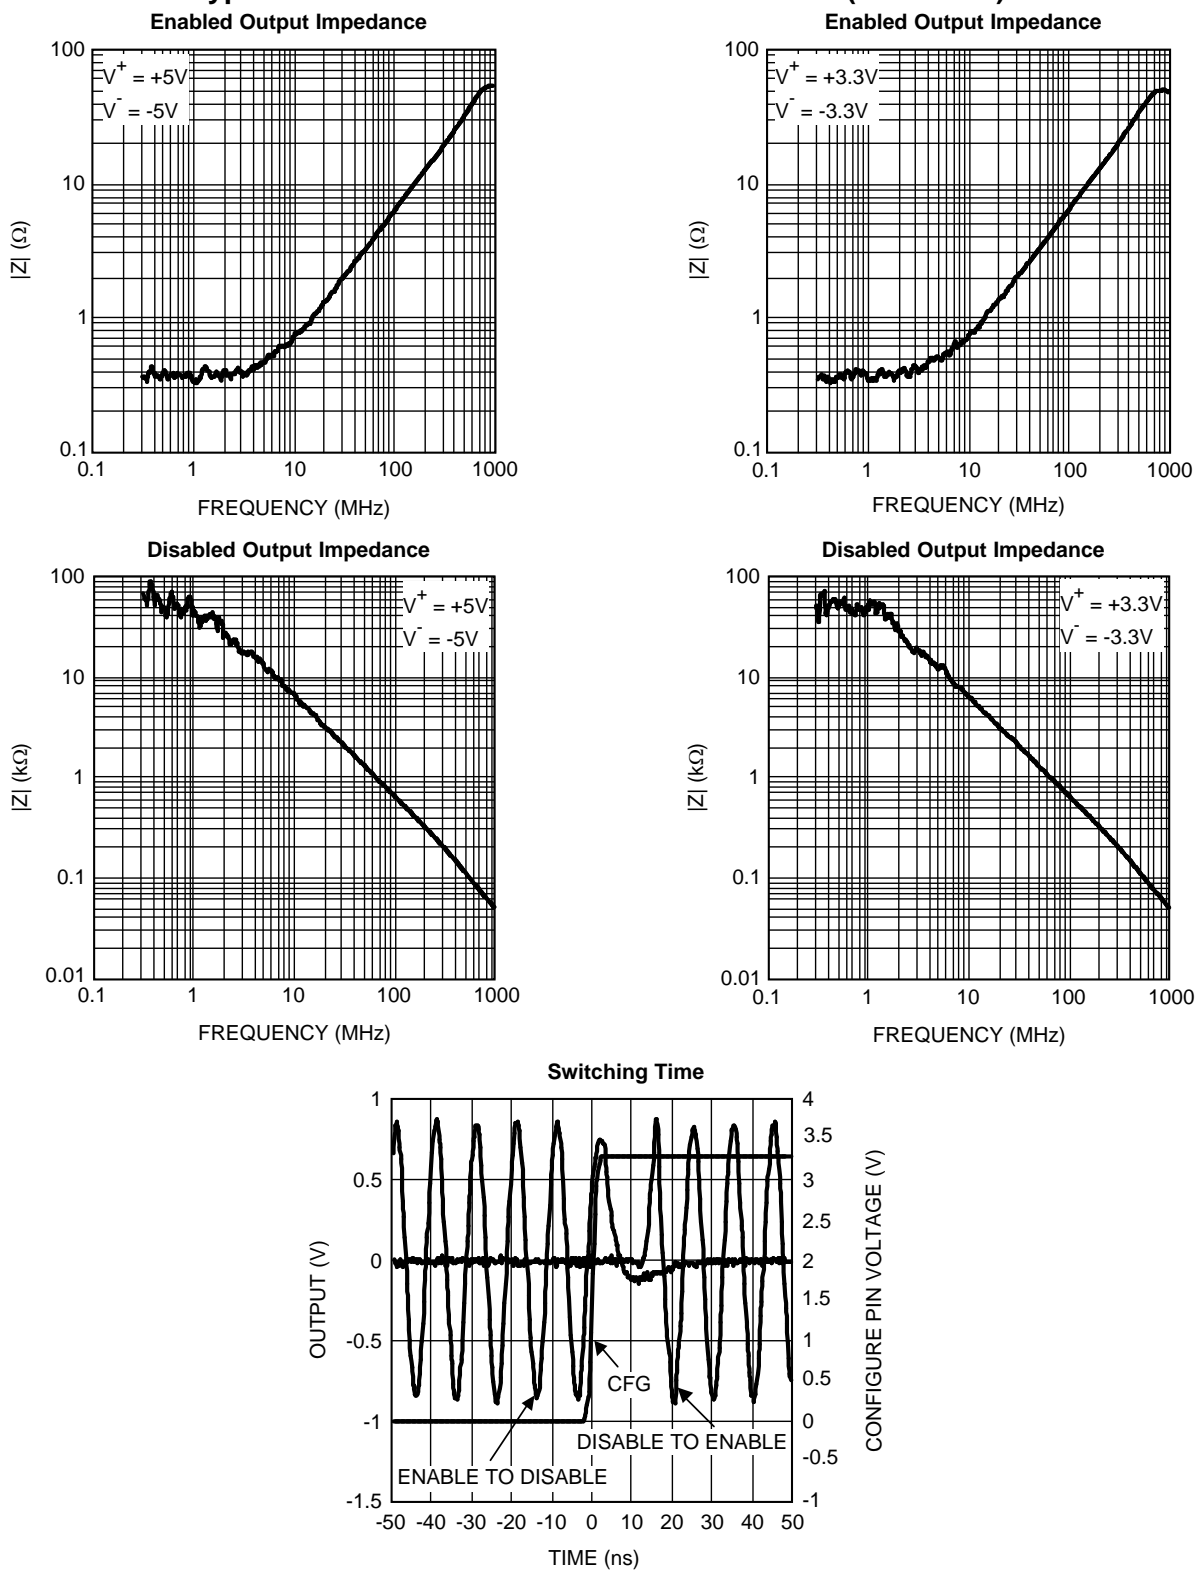 Enabled Output Impedance
100
10
1
0.1
|Z| (Ω)
V+ = +5V
V- = -5V
0.1 1 10 100 1000
FREQUENCY (MHz)
Enabled Output Impedance
100
10
1
0.1
|Z| (Ω)
V+ = +3.3V
V- = -3.3V
0.1 1 10 100 1000
FREQUENCY (MHz)
Disabled Output Impedance
100
10
1
0.1
0.01
|Z| (kΩ)
V+ = +5V
V- = -5V
0.1 1 10 100 1000
FREQUENCY (MHz)
Disabled Output Impedance
100
10
1
0.1
0.01
|Z| (kΩ)
V+ = +3.3V
V- = -3.3V
0.1 1 10 100 1000
FREQUENCY (MHz)
Switching Time
1
0.5
0
-0.5
-1
-1.5
OUTPUT (V)
4
3.5
3
2.5
2
1.5
1
0.5
0
-0.5
-1
CONFIGURE PIN VOLTAGE (V)
CFG
DISABLE TO ENABLE
ENABLE TO DISABLE
-50 -40 -30 -20 -10 0 10 20 30 40 50
TIME (ns)